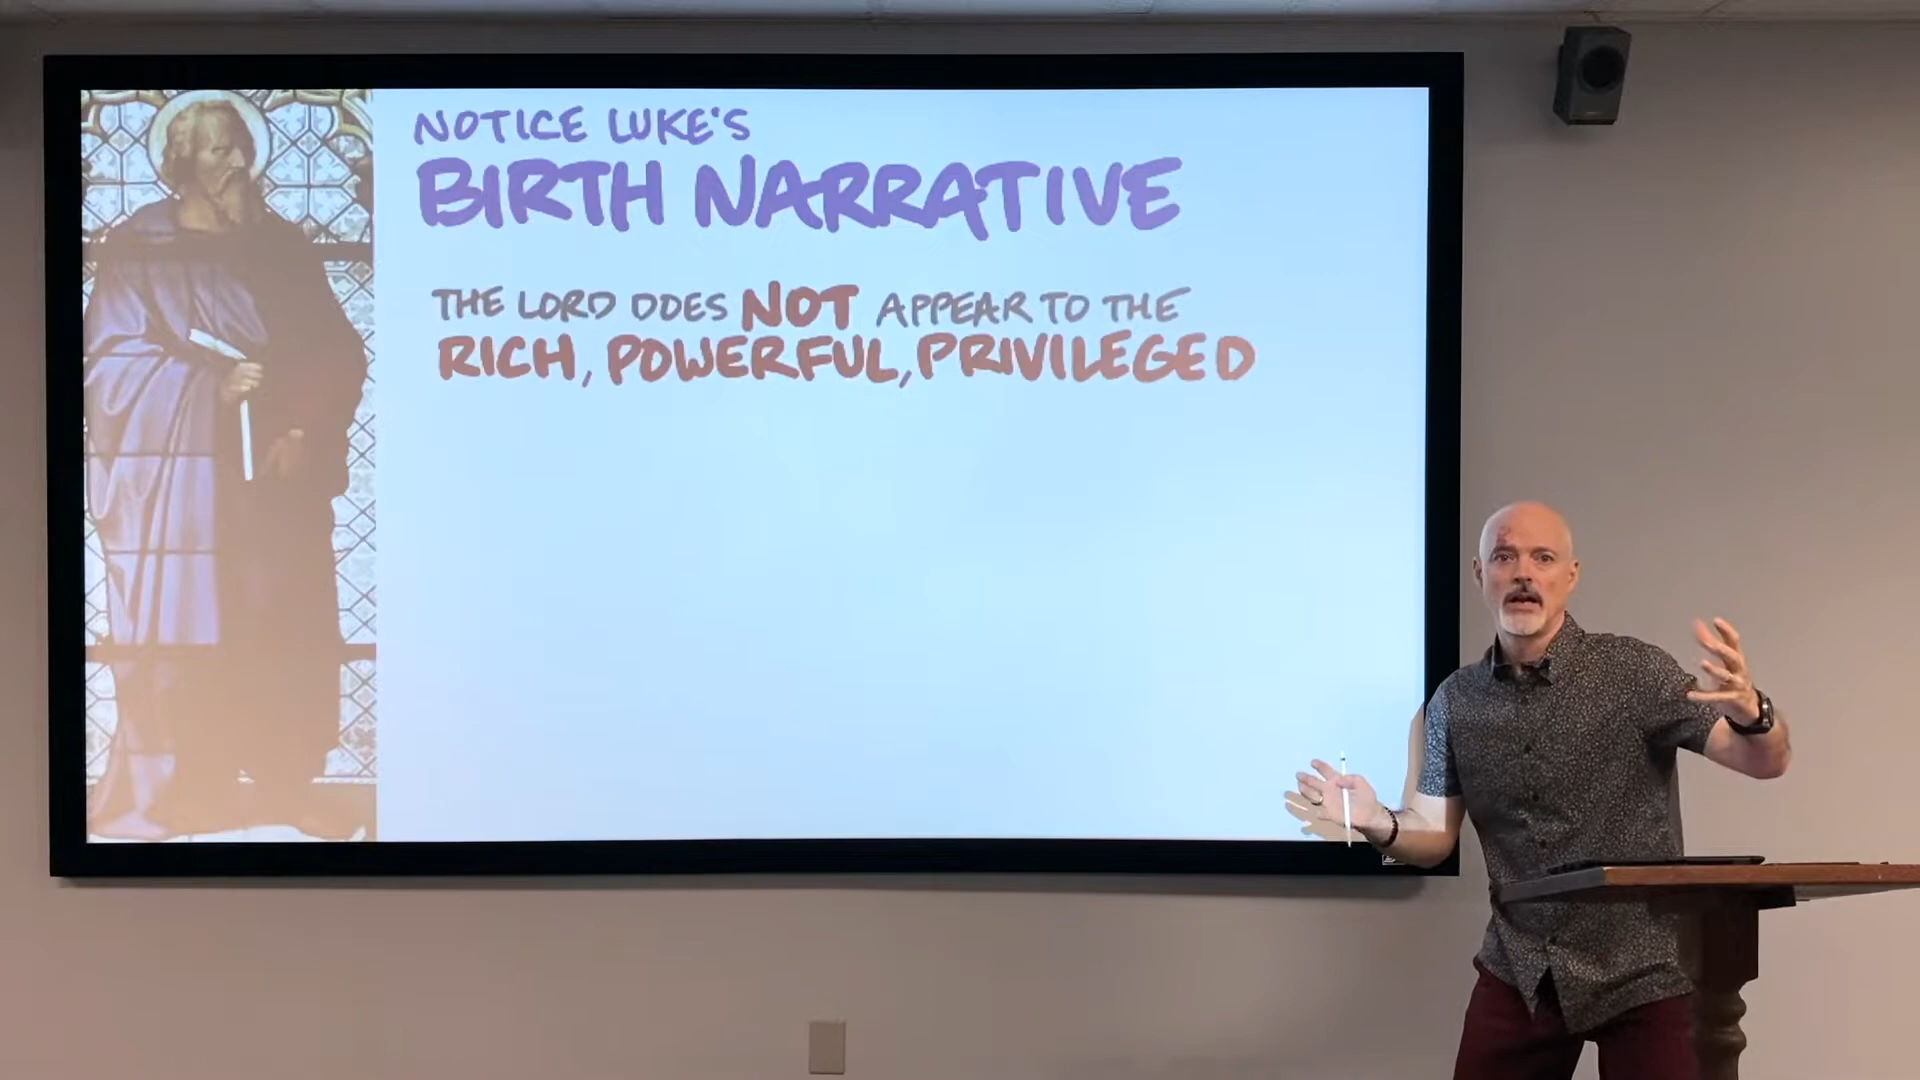 NOTICE LUKE'S
BIRTH NARRATIVE
THE LORD DOES NOT APPEAR TO THE
RICH, POWERFUL, PRIVILEGED